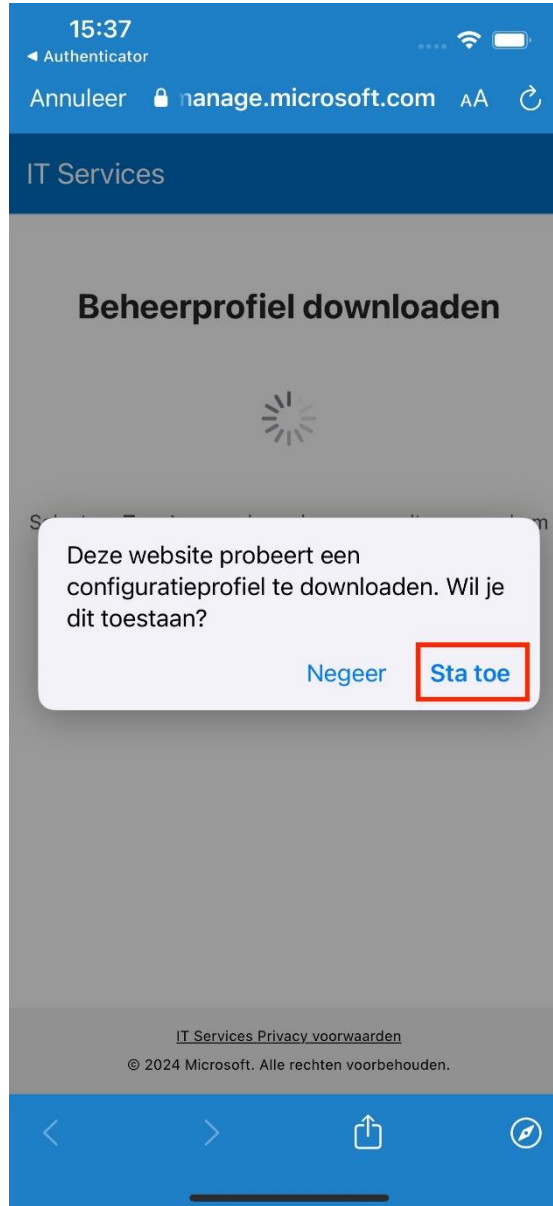 15:37
◀ Authenticator
Annuleer nanage.microsoft.com AA
IT Services
Beheerprofiel downloaden
Deze website probeert een
configuratieprofiel te downloaden. Wil je
dit toestaan?
Negeer Sta toe
IT Services Privacy voorwaarden
© 2024 Microsoft. Alle rechten voorbehouden.